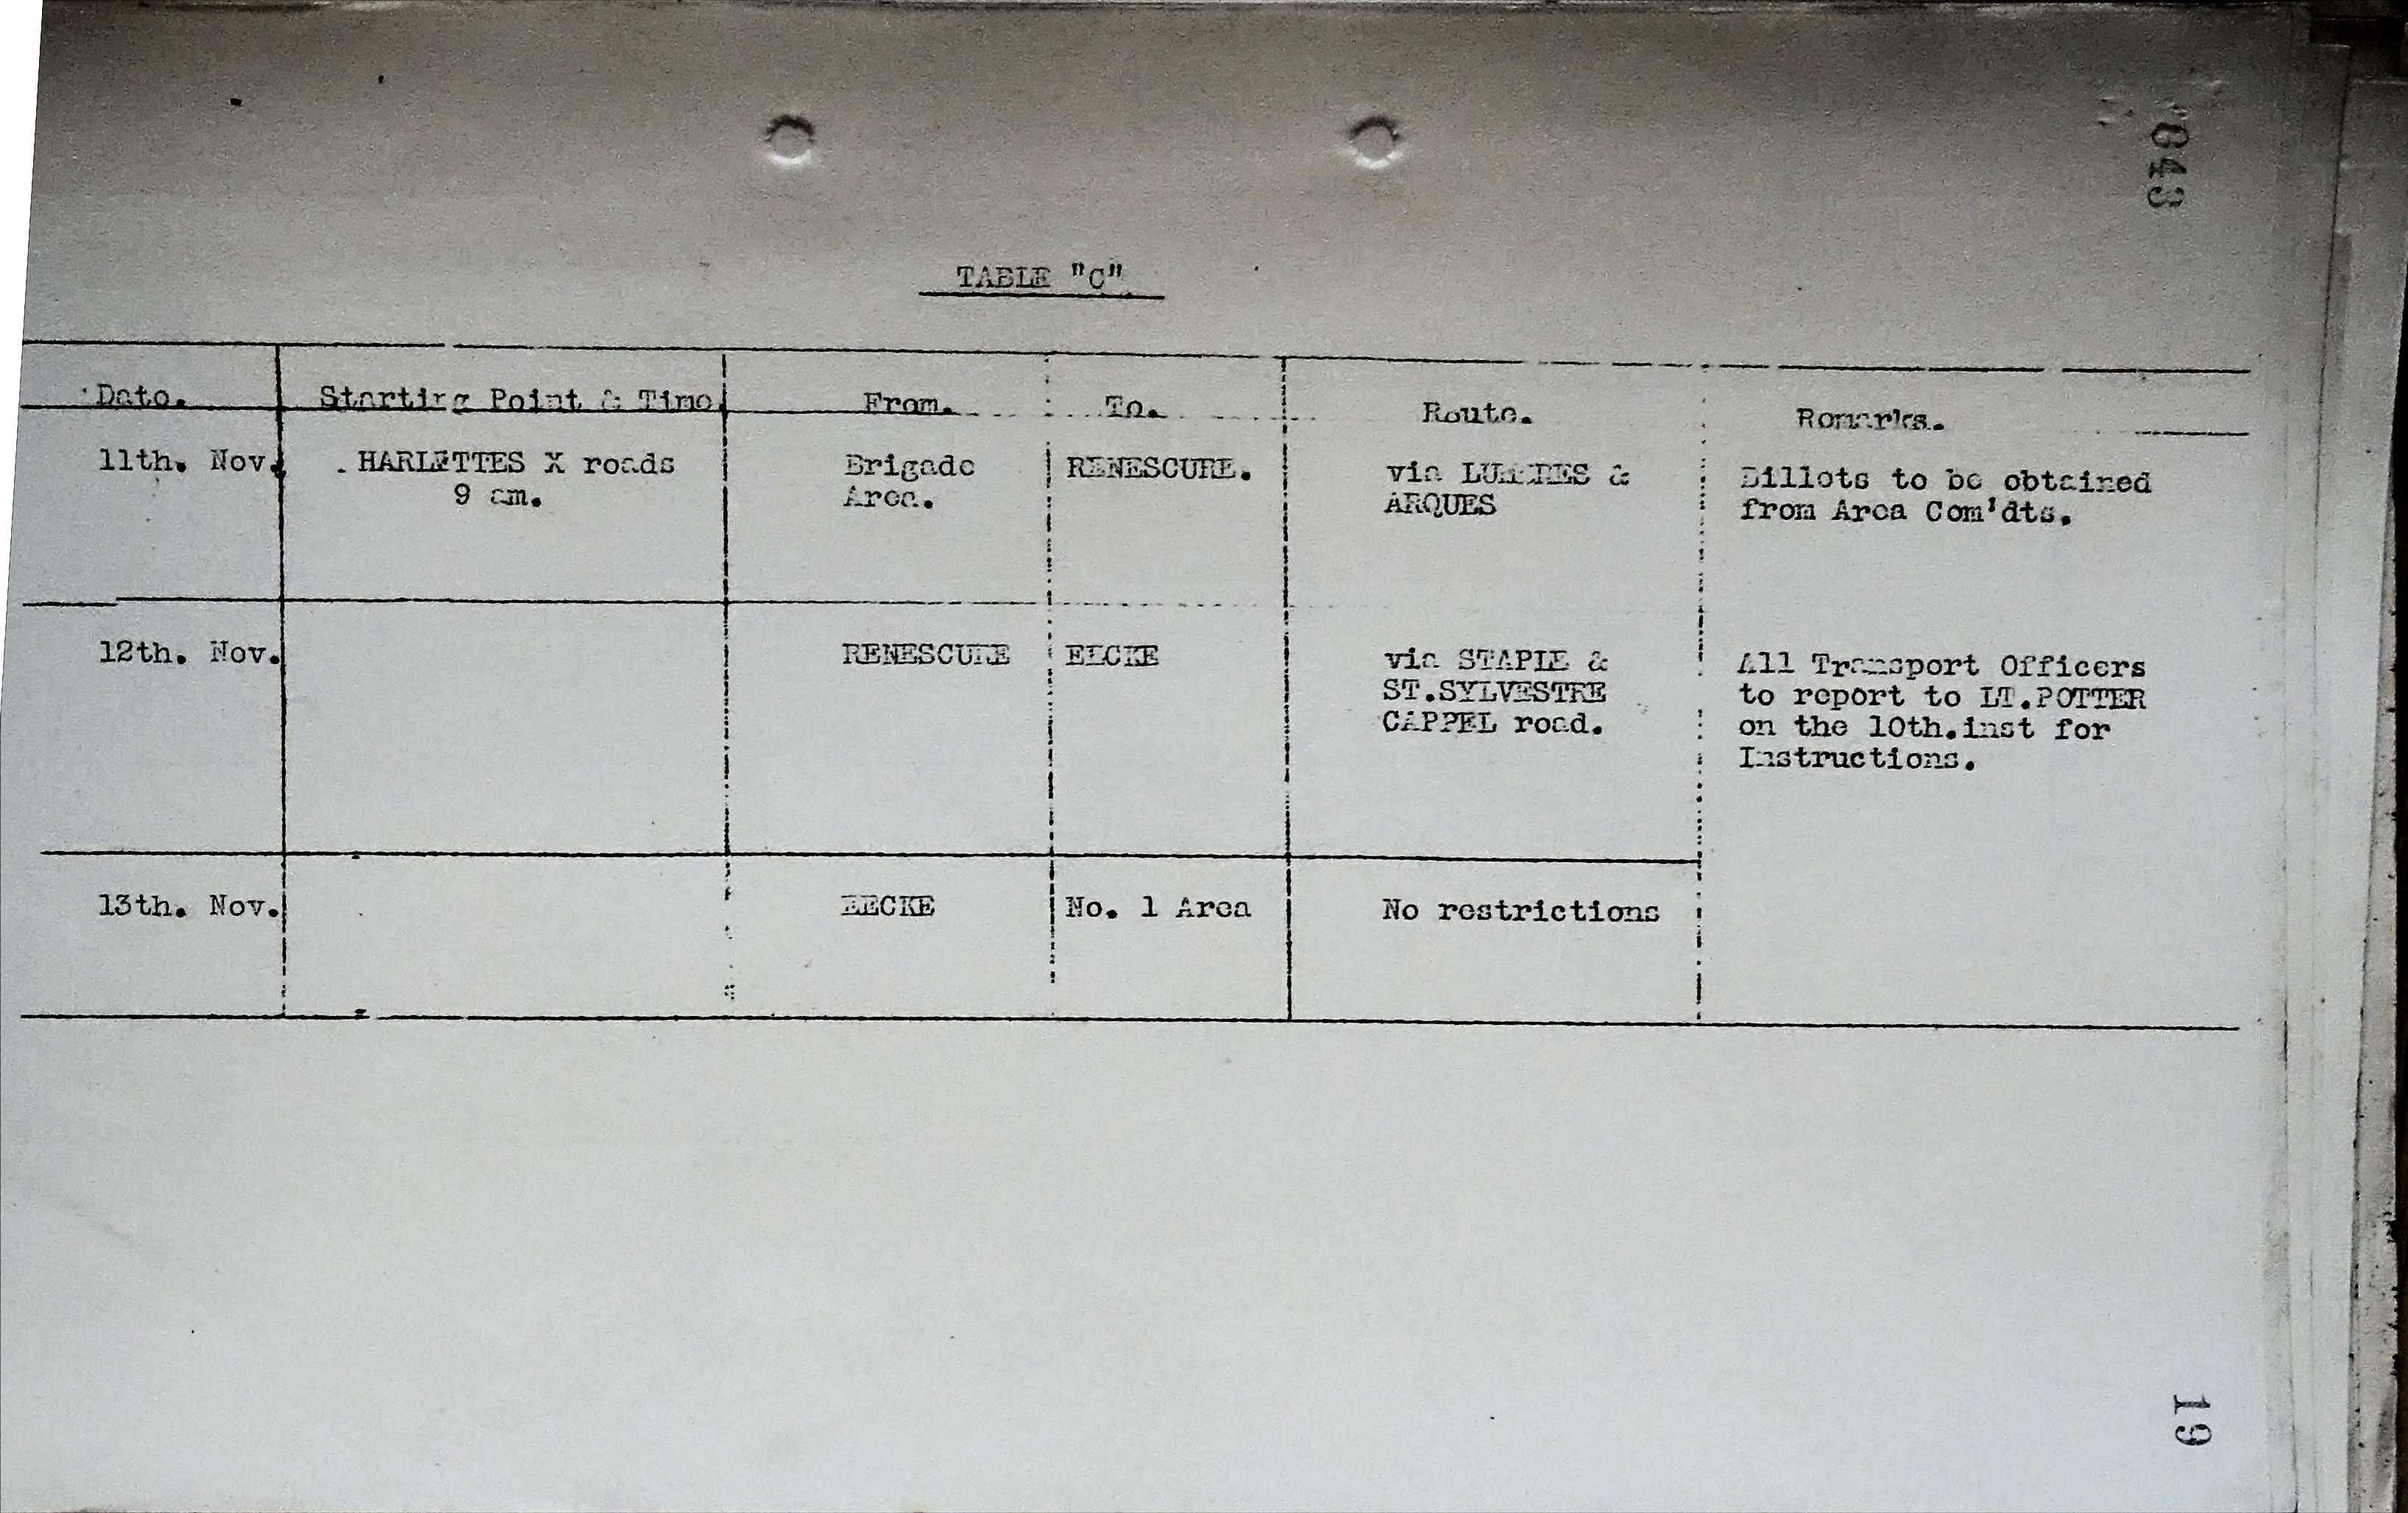 643
TABLE "C"
Date. Starting Point & Time. From. To. Route. Remarks.
11th. Nov. HARLETTES X roads Brigade RENESCURE. via LUMBRES & Billets to be obtained
9 am. Area. ARQUES from Area Com'dts.
12th. Nov. RENESCURE EECKE via STAPLE & All Transport Officers
ST.SYLVESTRE to report to LT.POTTER
CAPPEL road. on the 10th.inst for
Instructions.
13th. Nov. EECKE No. 1 Area No restrictions
19